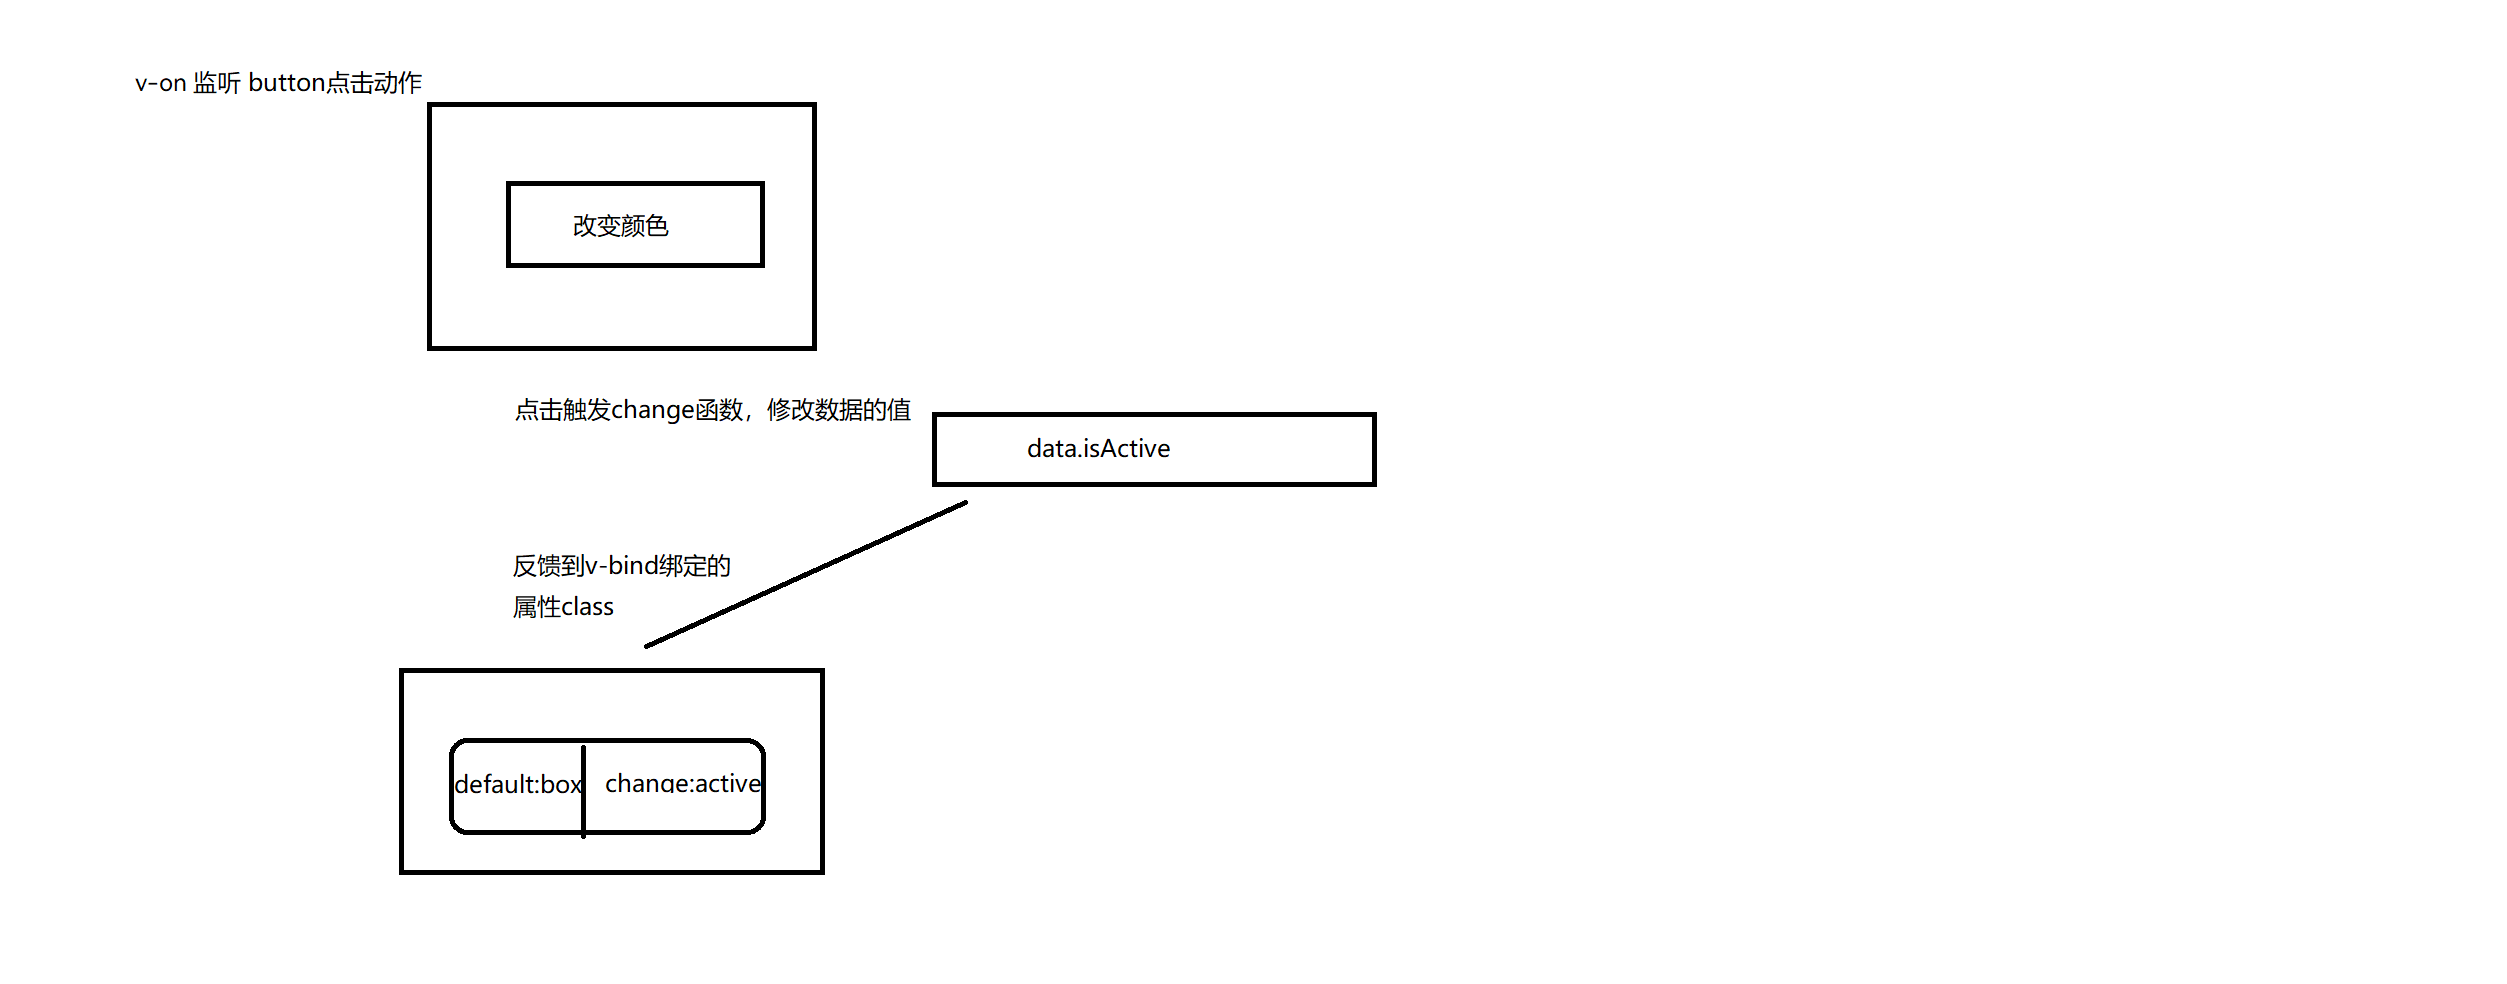 v-on 监听 button点击动作
改变颜色
点击触发change函数，修改数据的值
data.isActive
反馈到v-bind绑定的
属性class
default:box
change:active